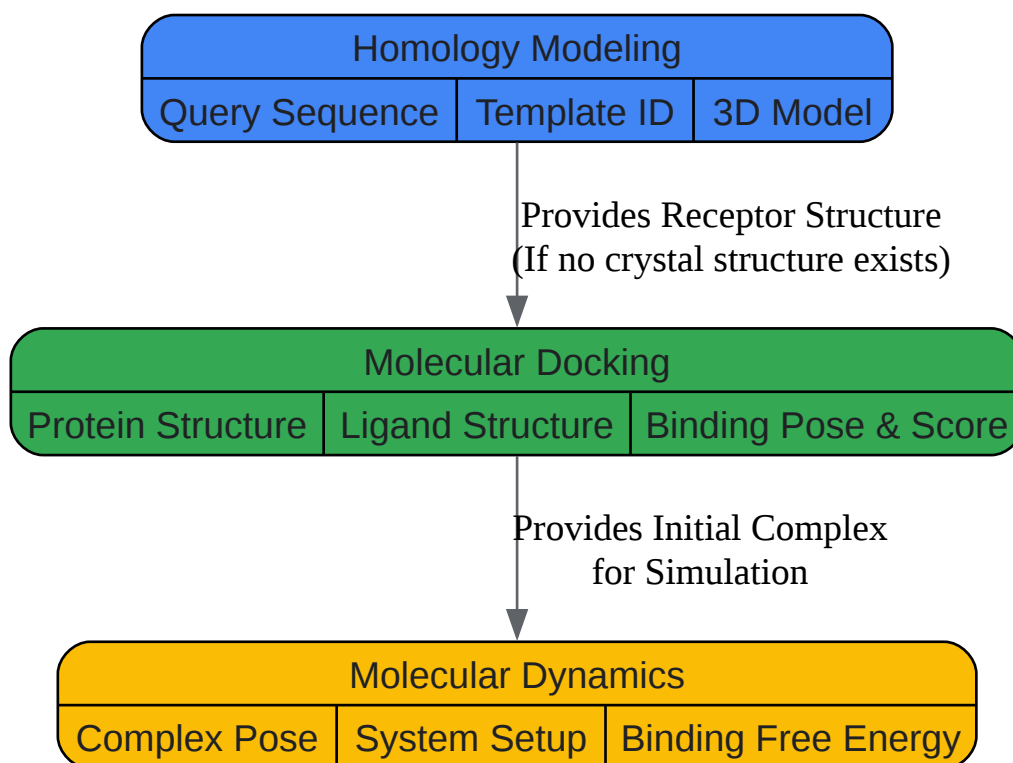 Homology Modeling
Query Sequence Template ID 3D Model
Provides Receptor Structure
(If no crystal structure exists)
Molecular Docking
Protein Structure Ligand Structure Binding Pose & Score
Provides Initial Complex
for Simulation
Molecular Dynamics
Complex Pose System Setup Binding Free Energy